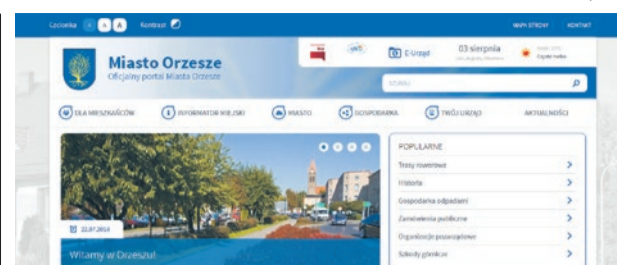 Czcionka A A A Kontrast MAPA STRONY KONTAKT
Miasto Orzesze
Oficjalny portal Miasta Orzesze
bip E-Urząd 03 sierpnia
SZUKAJ
DLA MIESZKAŃCÓW INFORMATOR MIEJSKI MIASTO GOSPODARKA TWÓJ URZĄD AKTUALNOŚCI
22.07.2016
Witamy w Orzeszu!
POPULARNE
Trasy rowerowe
Historia
Gospodarka odpadami
Zamówienia publiczne
Organizacje pozarządowe
Szkody górnicze